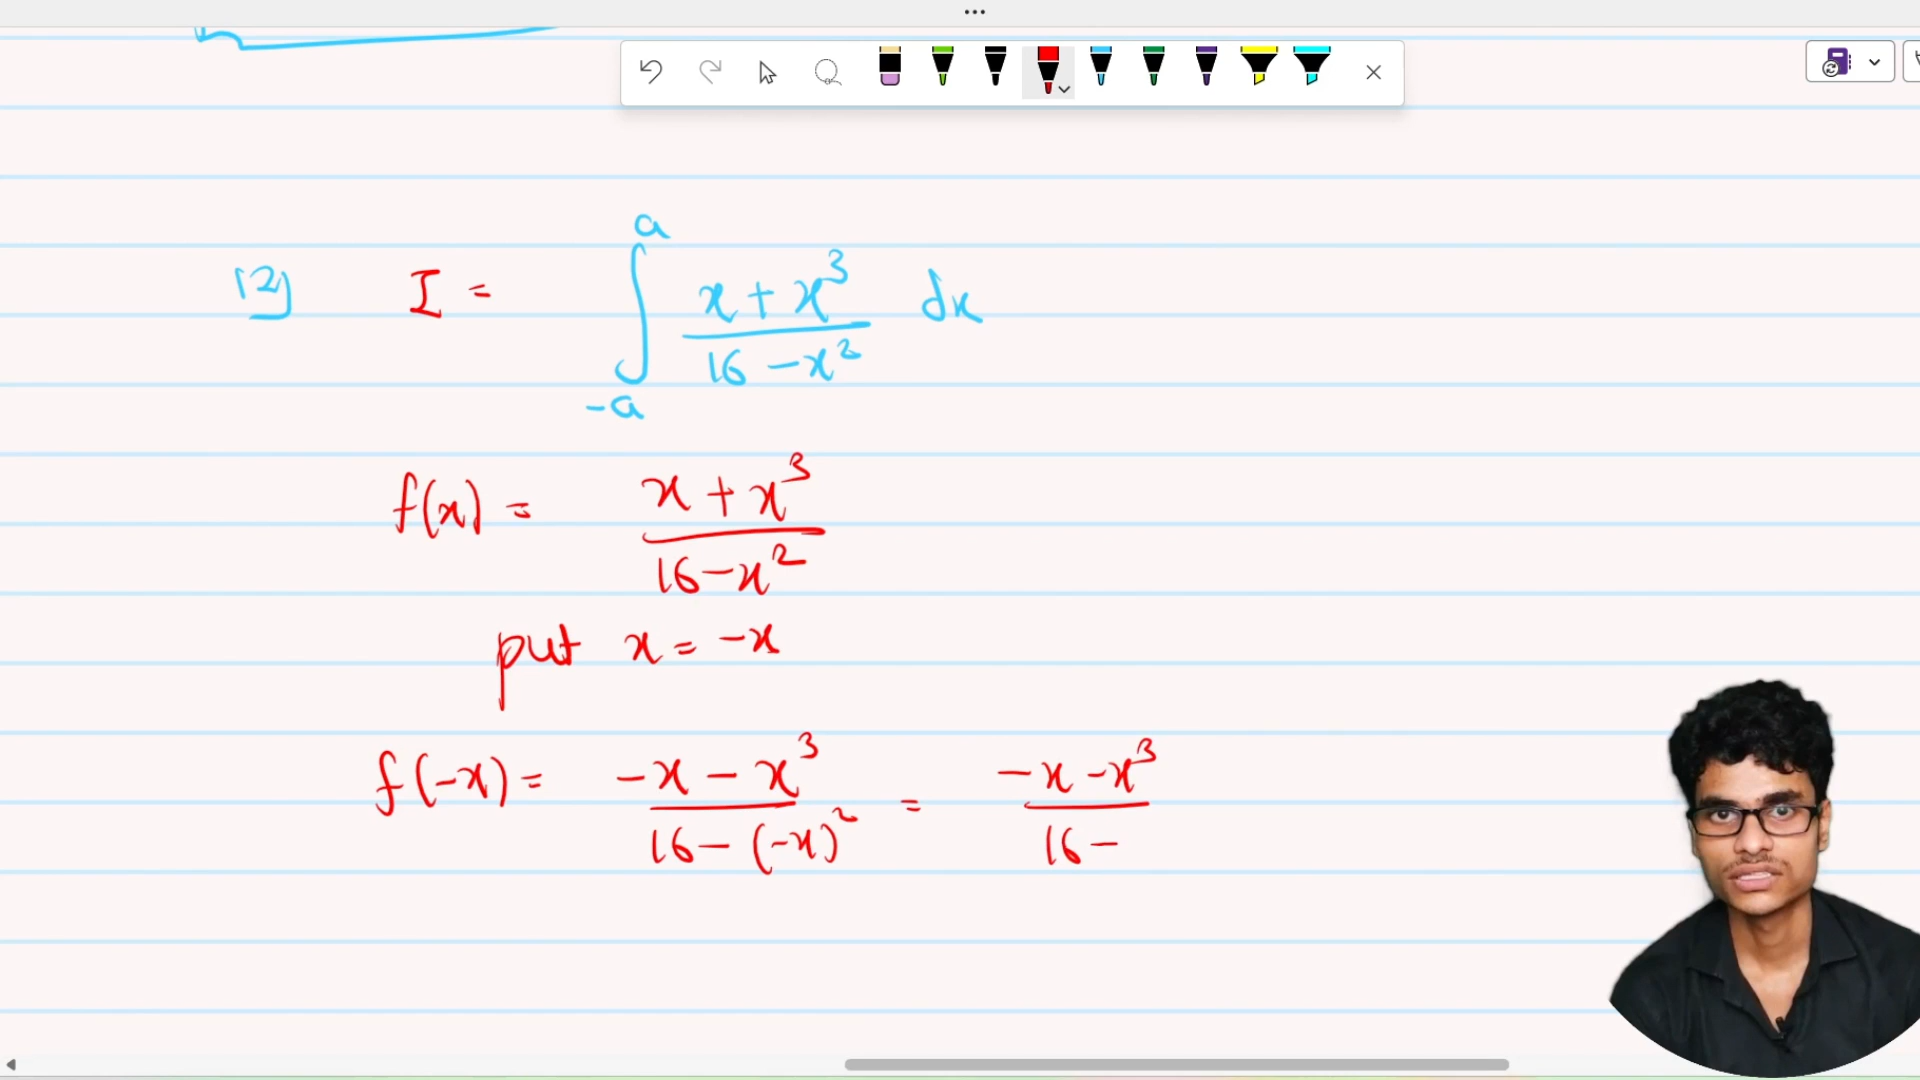 a
12) I = ∫ x + x³ / 16 - x² dx
-a
f(x) = x + x³ / 16 - x²
put x = -x
f(-x) = -x - x³ / 16 - (-x)² = -x - x³ / 16 -